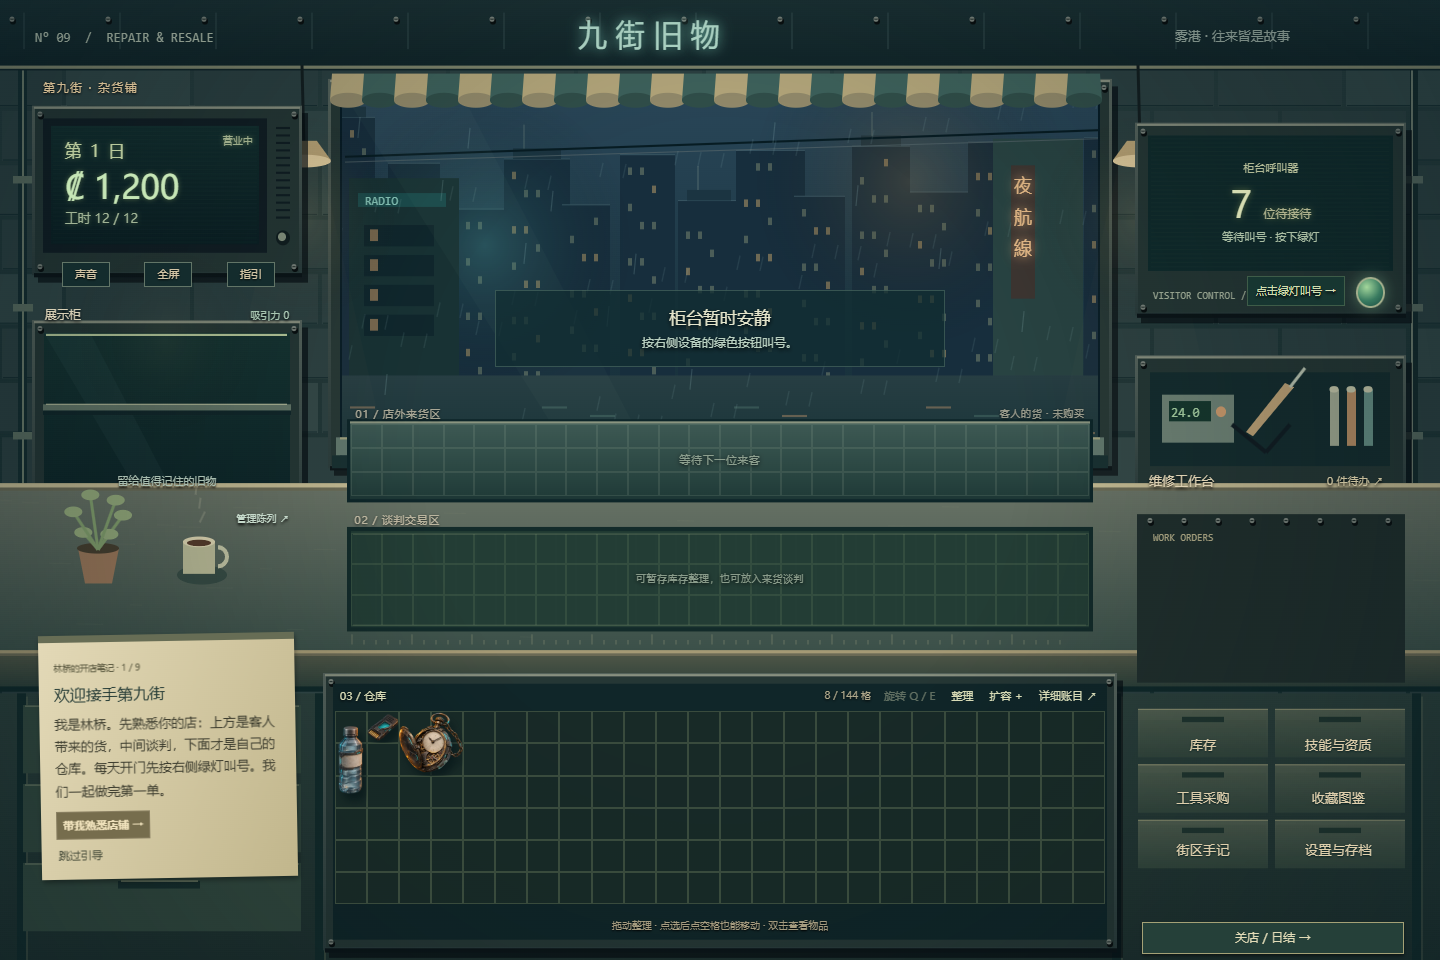 Nº 09 / REPAIR & RESALE
九街旧物
雾港 · 往来皆是故事
第九街 · 杂货铺
营业中
第 1 日
₡ 1,200
工时 12 / 12
声音
全屏
指引
展示柜
吸引力 0
留给值得记住的旧物
管理陈列 ↗
RADIO
夜航線
柜台暂时安静
按右侧设备的绿色按钮叫号。
01 / 店外来货区
客人的货 · 未购买
等待下一位来客
02 / 谈判交易区
可暂存库存整理，也可放入来货谈判
柜台呼叫器
7 位待接待
等待叫号 · 按下绿灯
VISITOR CONTROL /
点击绿灯叫号 →
24.0
维修工作台
0 件待办 ↗
WORK ORDERS
林桥的开店笔记 · 1 / 9
欢迎接手第九街
我是林桥。先熟悉你的店：上方是客人
带来的货，中间谈判，下面才是自己的
仓库。每天开门先按右侧绿灯叫号。我
们一起做完第一单。
带我熟悉店铺 →
跳过引导
03 / 仓库
8 / 144 格
旋转 Q / E
整理
扩容 +
详细账目 ↗
拖动整理 · 点选后点空格也能移动 · 双击查看物品
库存
技能与资质
工具采购
收藏图鉴
街区手记
设置与存档
关店 / 日结 →